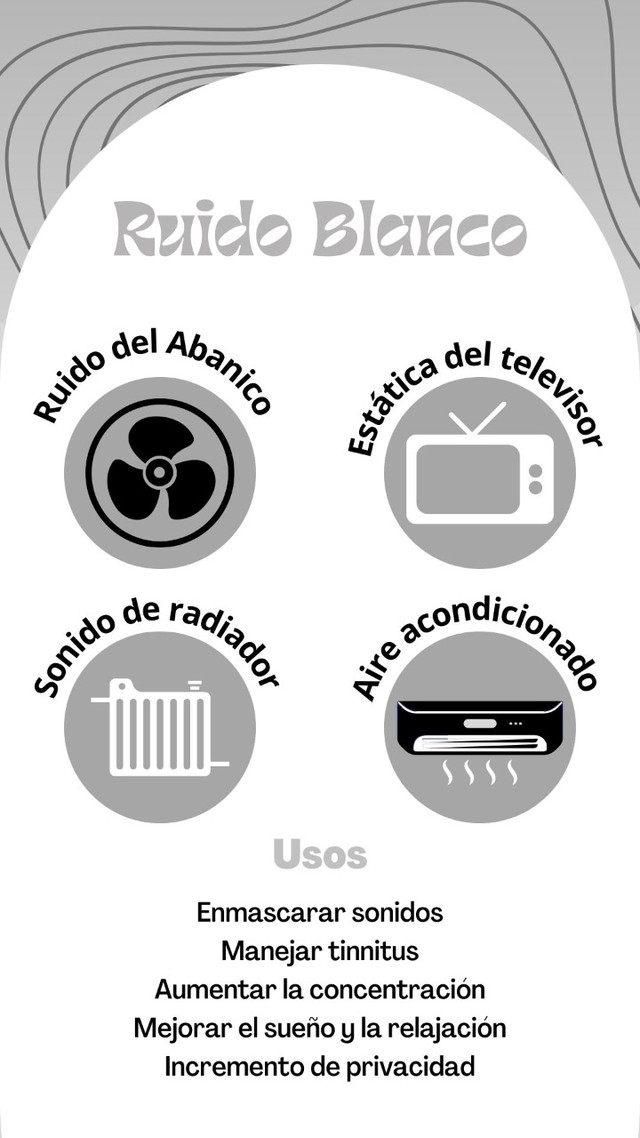 Ruido Blanco
Ruido del Abanico
Estática del televisor
Sonido de radiador
Aire acondicionado
Usos
Enmascarar sonidos
Manejar tinnitus
Aumentar la concentración
Mejorar el sueño y la relajación
Incremento de privacidad